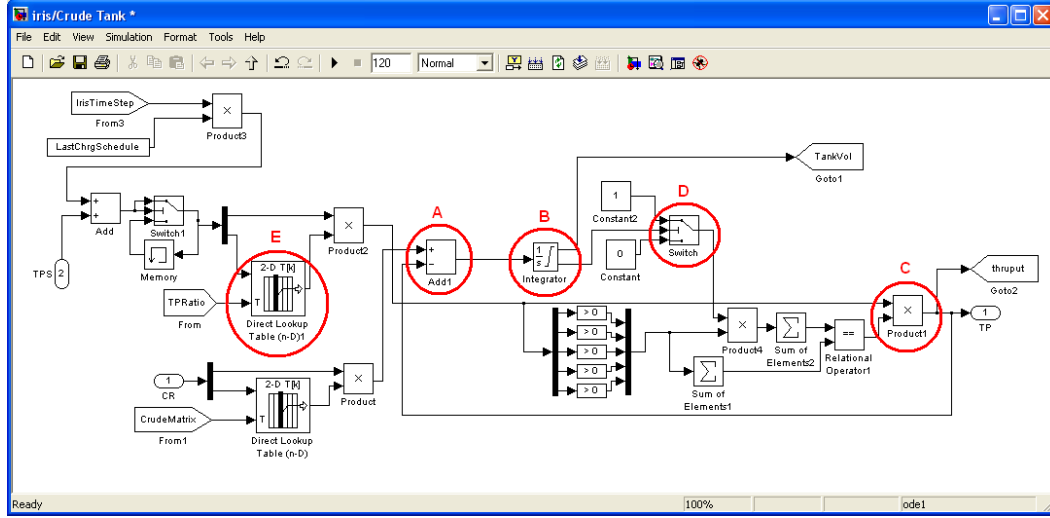 iris/Crude Tank *
File Edit View Simulation Format Tools Help
120 Normal
IrisTimeStep
From3
×
Product3
LastChrgSchedule
+
+
Add
Switch1
Memory
TPS 2
E
2-D T[k]
T
Direct Lookup
Table (n-D)1
TPRatio
From
×
Product2
1
CR
CrudeMatrix
From1
2-D T[k]
T
Direct Lookup
Table (n-D)
×
Product
A
+
−
Add1
B
1
s
Integrator
TankVol
Goto1
1
Constant2
0
Constant
D
Switch
> 0
> 0
> 0
> 0
> 0
×
Product4
Σ
Sum of
Elements2
Σ
Sum of
Elements1
==
Relational
Operator1
C
×
Product1
thruput
Goto2
1
TP
Ready 100% ode1